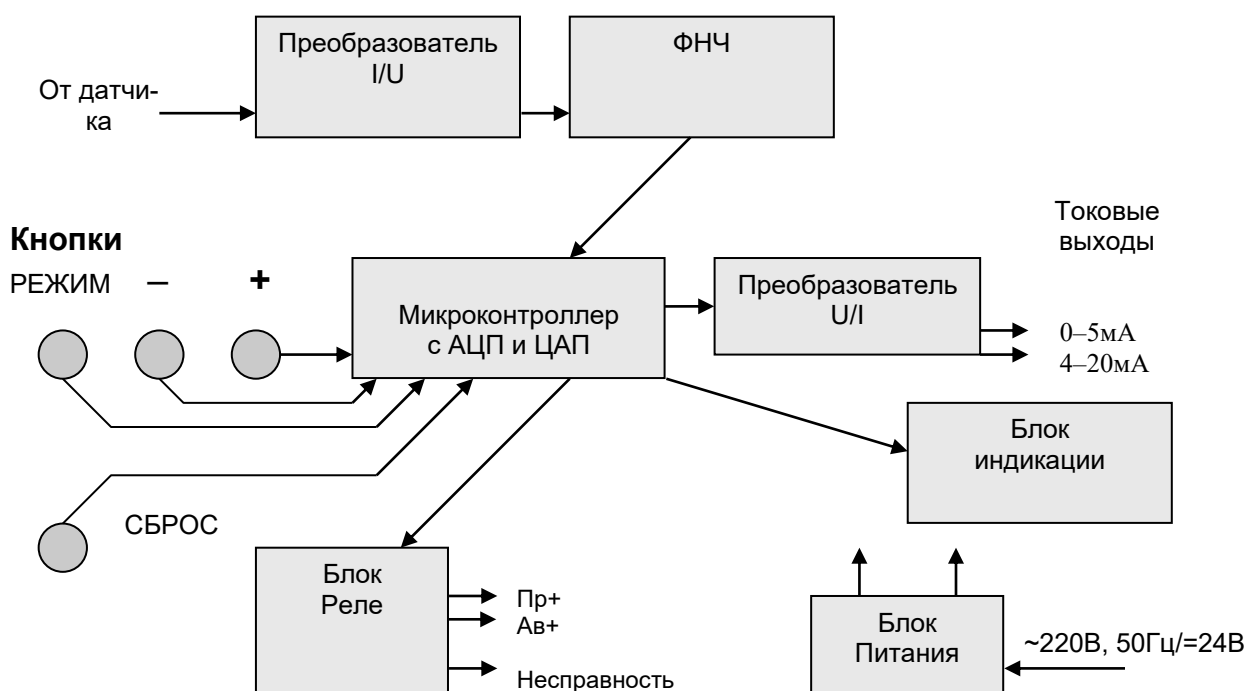 Преобразователь
I/U
ФНЧ
От датчи-
ка
Токовые
выходы
Кнопки
РЕЖИМ – +
Микроконтроллер
с АЦП и ЦАП
Преобразователь
U/I
0–5мА
4–20мА
Блок
индикации
СБРОС
Блок
Реле
Пр+
Ав+
Несправность
Блок
Питания
~220В, 50Гц/=24В